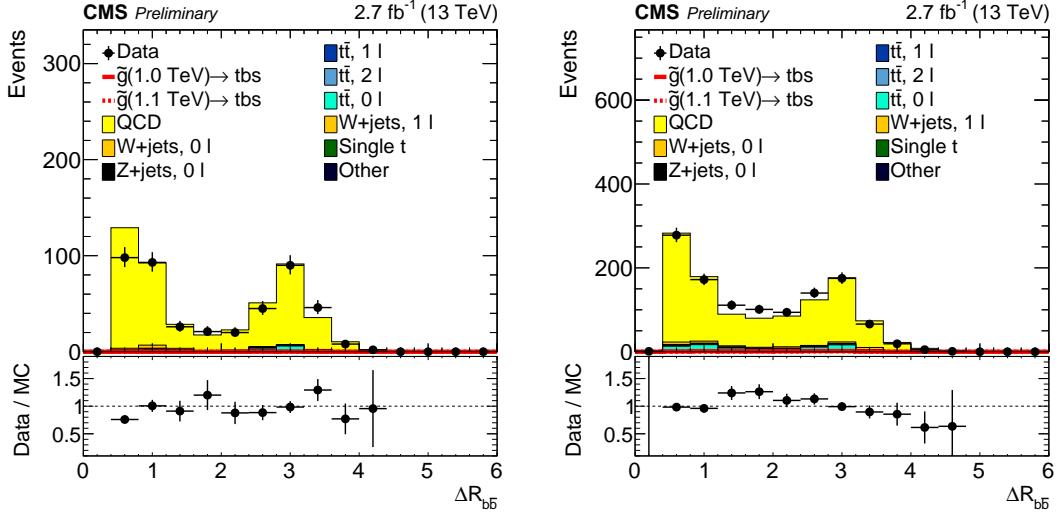 CMS Preliminary 2.7 fb⁻¹ (13 TeV)
Events
300
200
100
0
Data
g̃(1.0 TeV)→ tbs
g̃(1.1 TeV)→ tbs
QCD
W+jets, 0 l
Z+jets, 0 l
tt̄, 1 l
tt̄, 2 l
tt̄, 0 l
W+jets, 1 l
Single t
Other
Data / MC
1.5
1
0.5
0 1 2 3 4 5 6
ΔR_bb̄
CMS Preliminary 2.7 fb⁻¹ (13 TeV)
Events
600
400
200
0
Data
g̃(1.0 TeV)→ tbs
g̃(1.1 TeV)→ tbs
QCD
W+jets, 0 l
Z+jets, 0 l
tt̄, 1 l
tt̄, 2 l
tt̄, 0 l
W+jets, 1 l
Single t
Other
Data / MC
1.5
1
0.5
0 1 2 3 4 5 6
ΔR_bb̄